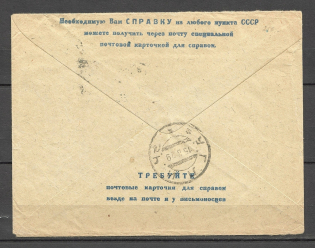 Необходимую Вам СПРАВКУ из любого пункта СССР
можете получить через почту специальной
почтовой карточкой для справок.
ТРЕБУЙТЕ
почтовые карточки для справок
везде на почте и у письмоносцев